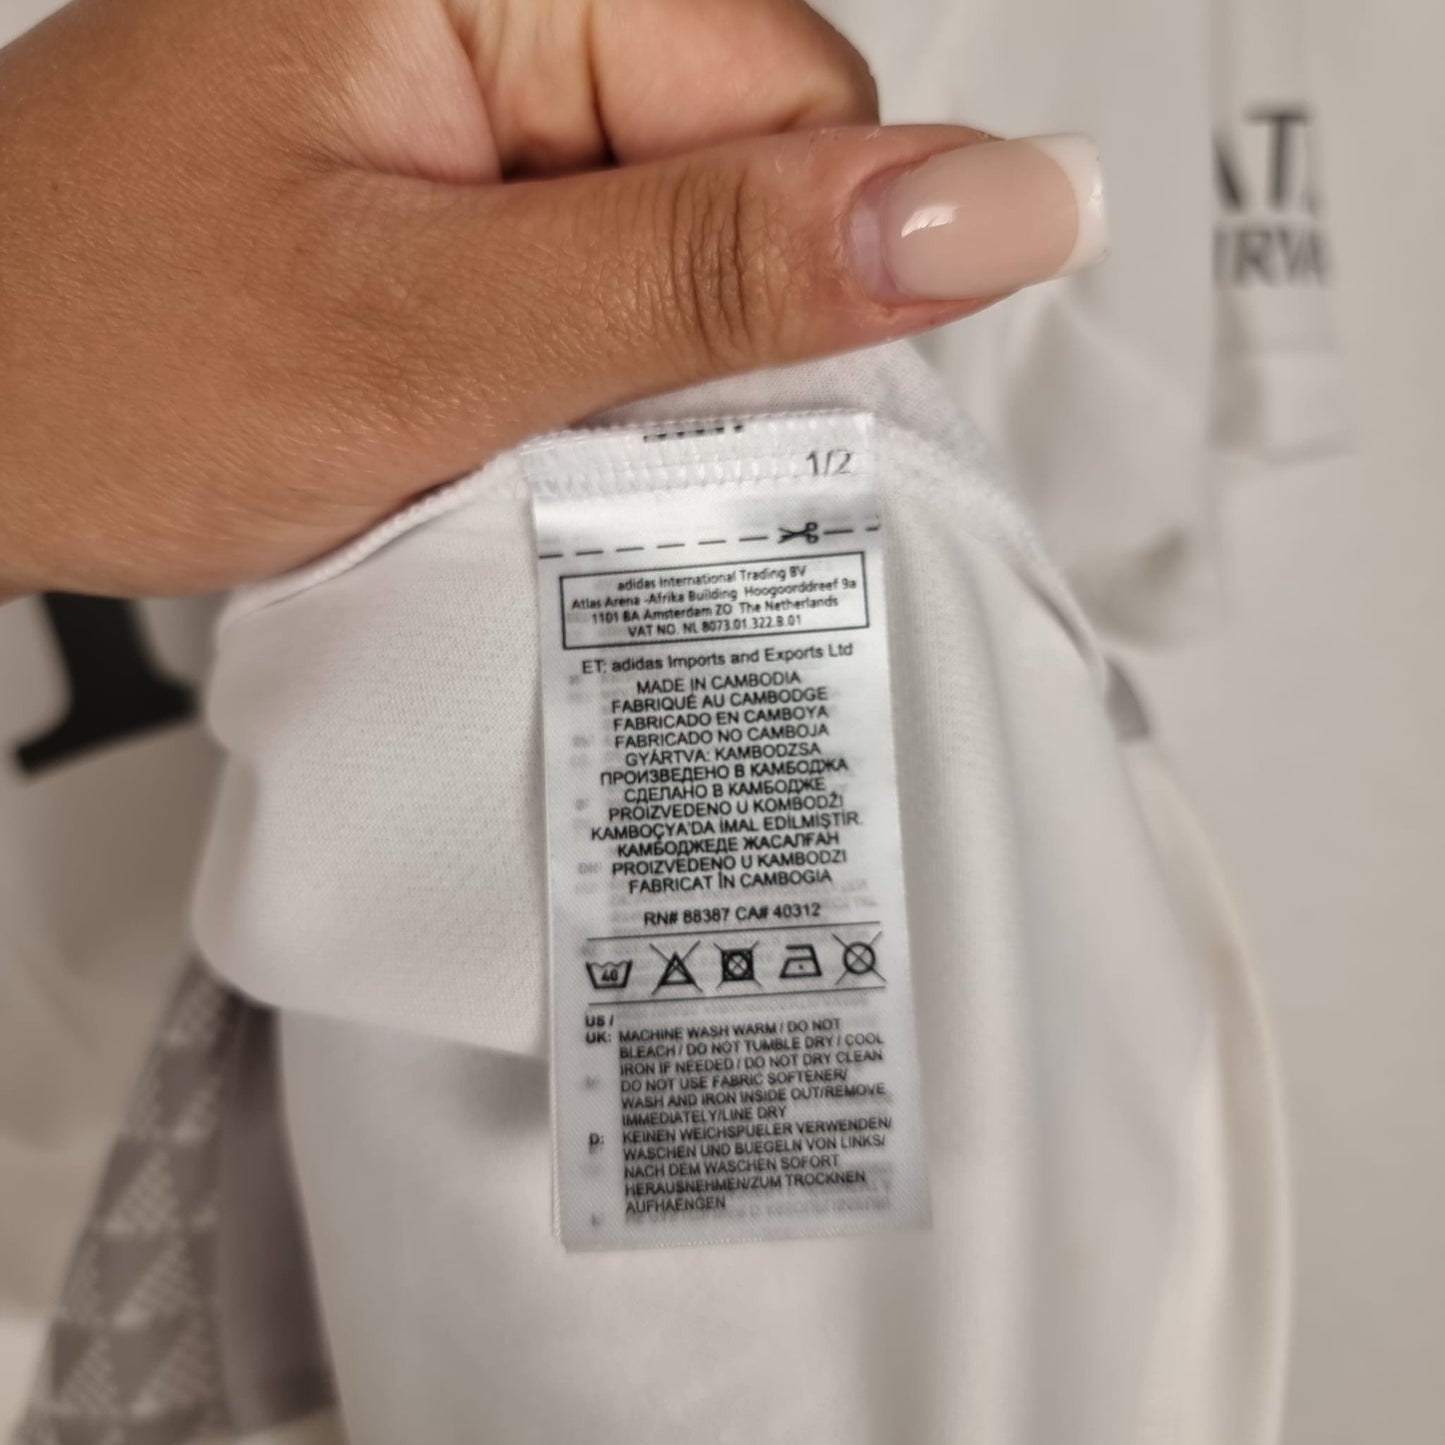 1/2
adidas International Trading BV
Atlas Arena -Afrika Building Hoogoorddreef 9a
1101 BA Amsterdam ZO The Netherlands
VAT NO. NL 8073.01.322.B.01
ET: adidas Imports and Exports Ltd
MADE IN CAMBODIA
FABRIQUÉ AU CAMBODGE
FABRICADO EN CAMBOYA
FABRICADO NO CAMBOJA
GYÁRTVA: KAMBODZSA
ПРОИЗВЕДЕНО В КАМБОДЖА
СДЕЛАНО В КАМБОДЖЕ
PROIZVEDENO U KOMBODŽI
KAMBOÇYA'DA İMAL EDİLMİŞTİR.
КАМБОДЖЕДЕ ЖАСАЛҒАН
PROIZVEDENO U KAMBODZI
FABRICAT ÎN CAMBOGIA
RN# 88387 CA# 40312
40
US /
UK: MACHINE WASH WARM / DO NOT
BLEACH / DO NOT TUMBLE DRY / COOL
IRON IF NEEDED / DO NOT DRY CLEAN
DO NOT USE FABRIC SOFTENER/
WASH AND IRON INSIDE OUT/REMOVE
IMMEDIATELY/LINE DRY
D: KEINEN WEICHSPUELER VERWENDEN/
WASCHEN UND BUEGELN VON LINKS/
NACH DEM WASCHEN SOFORT
HERAUSNEHMEN/ZUM TROCKNEN
AUFHAENGEN